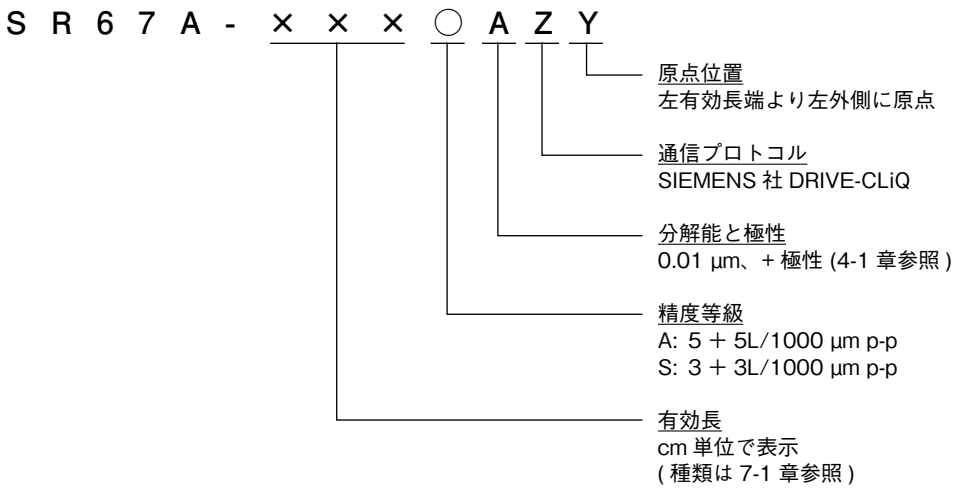 S R 6 7 A - × × × ○ A Z Y
原点位置
左有効長端より左外側に原点
通信プロトコル
SIEMENS 社 DRIVE-CLiQ
分解能と極性
0.01 μm、+ 極性 (4-1 章参照 )
精度等級
A: 5 + 5L/1000 μm p-p
S: 3 + 3L/1000 μm p-p
有効長
cm 単位で表示
( 種類は 7-1 章参照 )